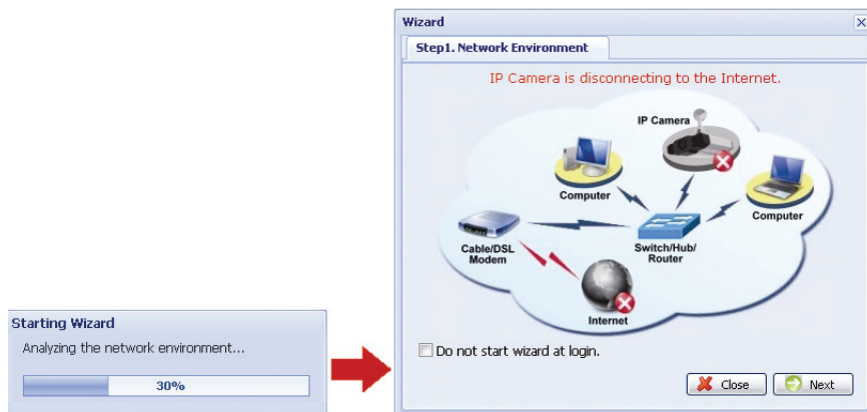 Starting Wizard
Analyzing the network environment...
30%
Wizard
Step1. Network Environment
IP Camera is disconnecting to the Internet.
IP Camera
Computer
Computer
Cable/DSL
Modem
Switch/Hub/
Router
Internet
Do not start wizard at login.
Close
Next